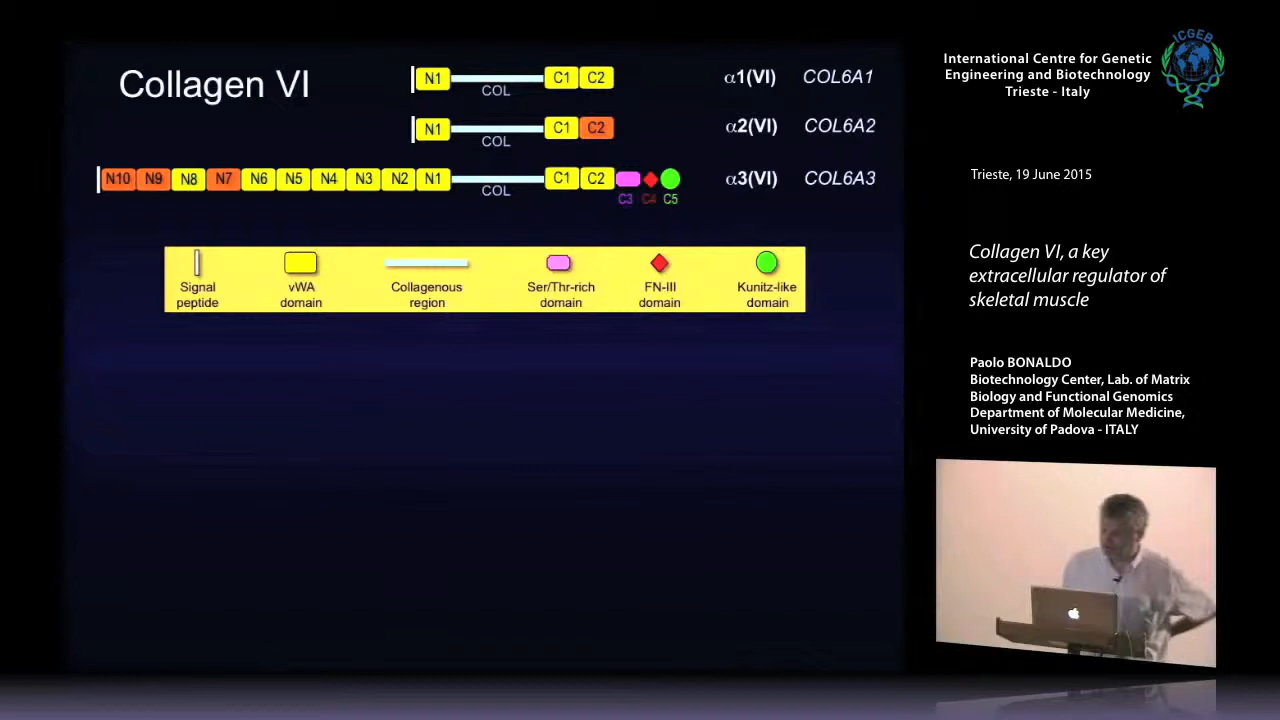 Collagen VI
N1 COL C1 C2 α1(VI) COL6A1
N1 COL C1 C2 α2(VI) COL6A2
N10 N9 N8 N7 N6 N5 N4 N3 N2 N1 COL C1 C2 C3 C4 C5 α3(VI) COL6A3
Signal
peptide
vWA
domain
Collagenous
region
Ser/Thr-rich
domain
FN-III
domain
Kunitz-like
domain
International Centre for Genetic
Engineering and Biotechnology
Trieste - Italy
ICGEB
Trieste, 19 June 2015
Collagen VI, a key
extracellular regulator of
skeletal muscle
Paolo BONALDO
Biotechnology Center, Lab. of Matrix
Biology and Functional Genomics
Department of Molecular Medicine,
University of Padova - ITALY